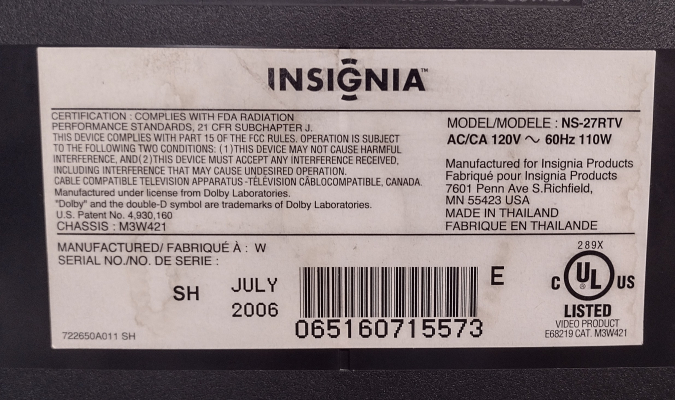 INSIGNIA™
CERTIFICATION : COMPLIES WITH FDA RADIATION
PERFORMANCE STANDARDS, 21 CFR SUBCHAPTER J.
THIS DEVICE COMPLIES WITH PART 15 OF THE FCC RULES. OPERATION IS SUBJECT
TO THE FOLLOWING TWO CONDITIONS: (1)THIS DEVICE MAY NOT CAUSE HARMFUL
INTERFERENCE, AND(2)THIS DEVICE MUST ACCEPT ANY INTERFERENCE RECEIVED,
INCLUDING INTERFERENCE THAT MAY CAUSE UNDESIRED OPERATION.
CABLE COMPATIBLE TELEVISION APPARATUS -TÉLÉVISION CÂBLOCOMPATIBLE, CANADA.
Manufactured under license from Dolby Laboratories.
"Dolby" and the double-D symbol are trademarks of Dolby Laboratories.
U.S. Patent No. 4,930,160
CHASSIS : M3W421
MODEL/MODELE : NS-27RTV
AC/CA 120V ~ 60Hz 110W
Manufactured for Insignia Products
Fabriqué pour Insignia Products
7601 Penn Ave S.Richfield,
MN 55423 USA
MADE IN THAILAND
FABRIQUE EN THAILANDE
MANUFACTURED/ FABRIQUÉ À : W
SERIAL NO./NO. DE SERIE :
SH
JULY
2006
065160715573
E
289X
C UL US
LISTED
VIDEO PRODUCT
E68219 CAT. M3W421
722650A011 SH